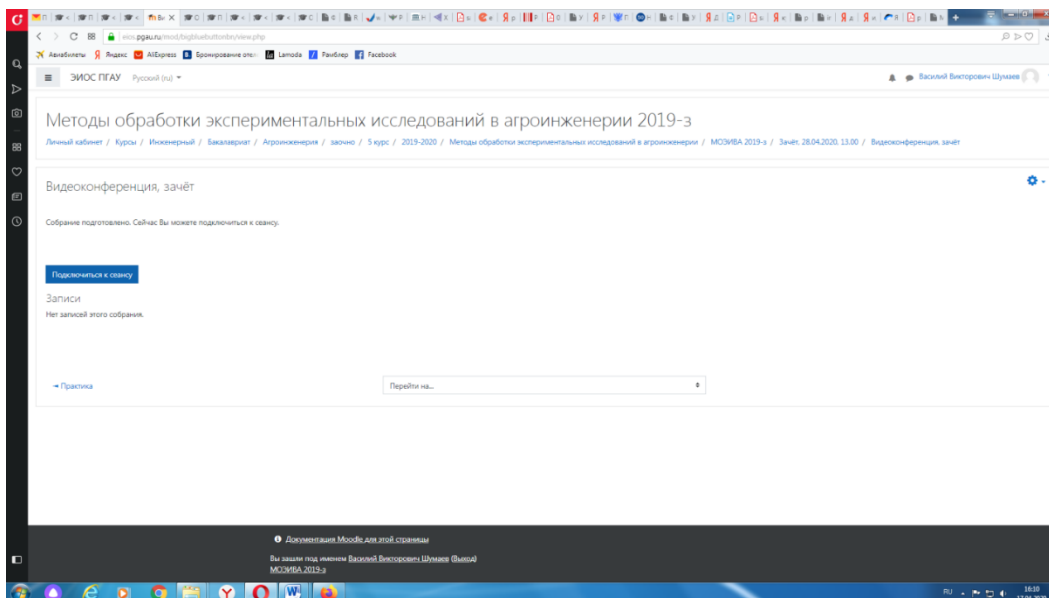 eios.pgau.ru/mod/bigbluebuttonbn/view.php
Авиабилеты Яндекс AliExpress Бронирование оте Lamoda Рамблер Facebook
ЭИОС ПГАУ Русский (ru)
Василий Викторович Шумаев
Методы обработки экспериментальных исследований в агроинженерии 2019-з
Личный кабинет / Курсы / Инженерный / Бакалавриат / Агроинженерия / заочно / 5 курс / 2019-2020 / Методы обработки экспериментальных исследований в агроинженерии / МОЭИВА 2019-з / Зачёт, 28.04.2020, 13.00 / Видеоконференция, зачёт
Видеоконференция, зачёт
Собрание подготовлено. Сейчас Вы можете подключиться к сеансу.
Подключиться к сеансу
Записи
Нет записей этого собрания.
Практика
Перейти на...
Документация Moodle для этой страницы
Вы зашли под именем Василий Викторович Шумаев (Выход)
МОЭИВА 2019-з
RU 16:10